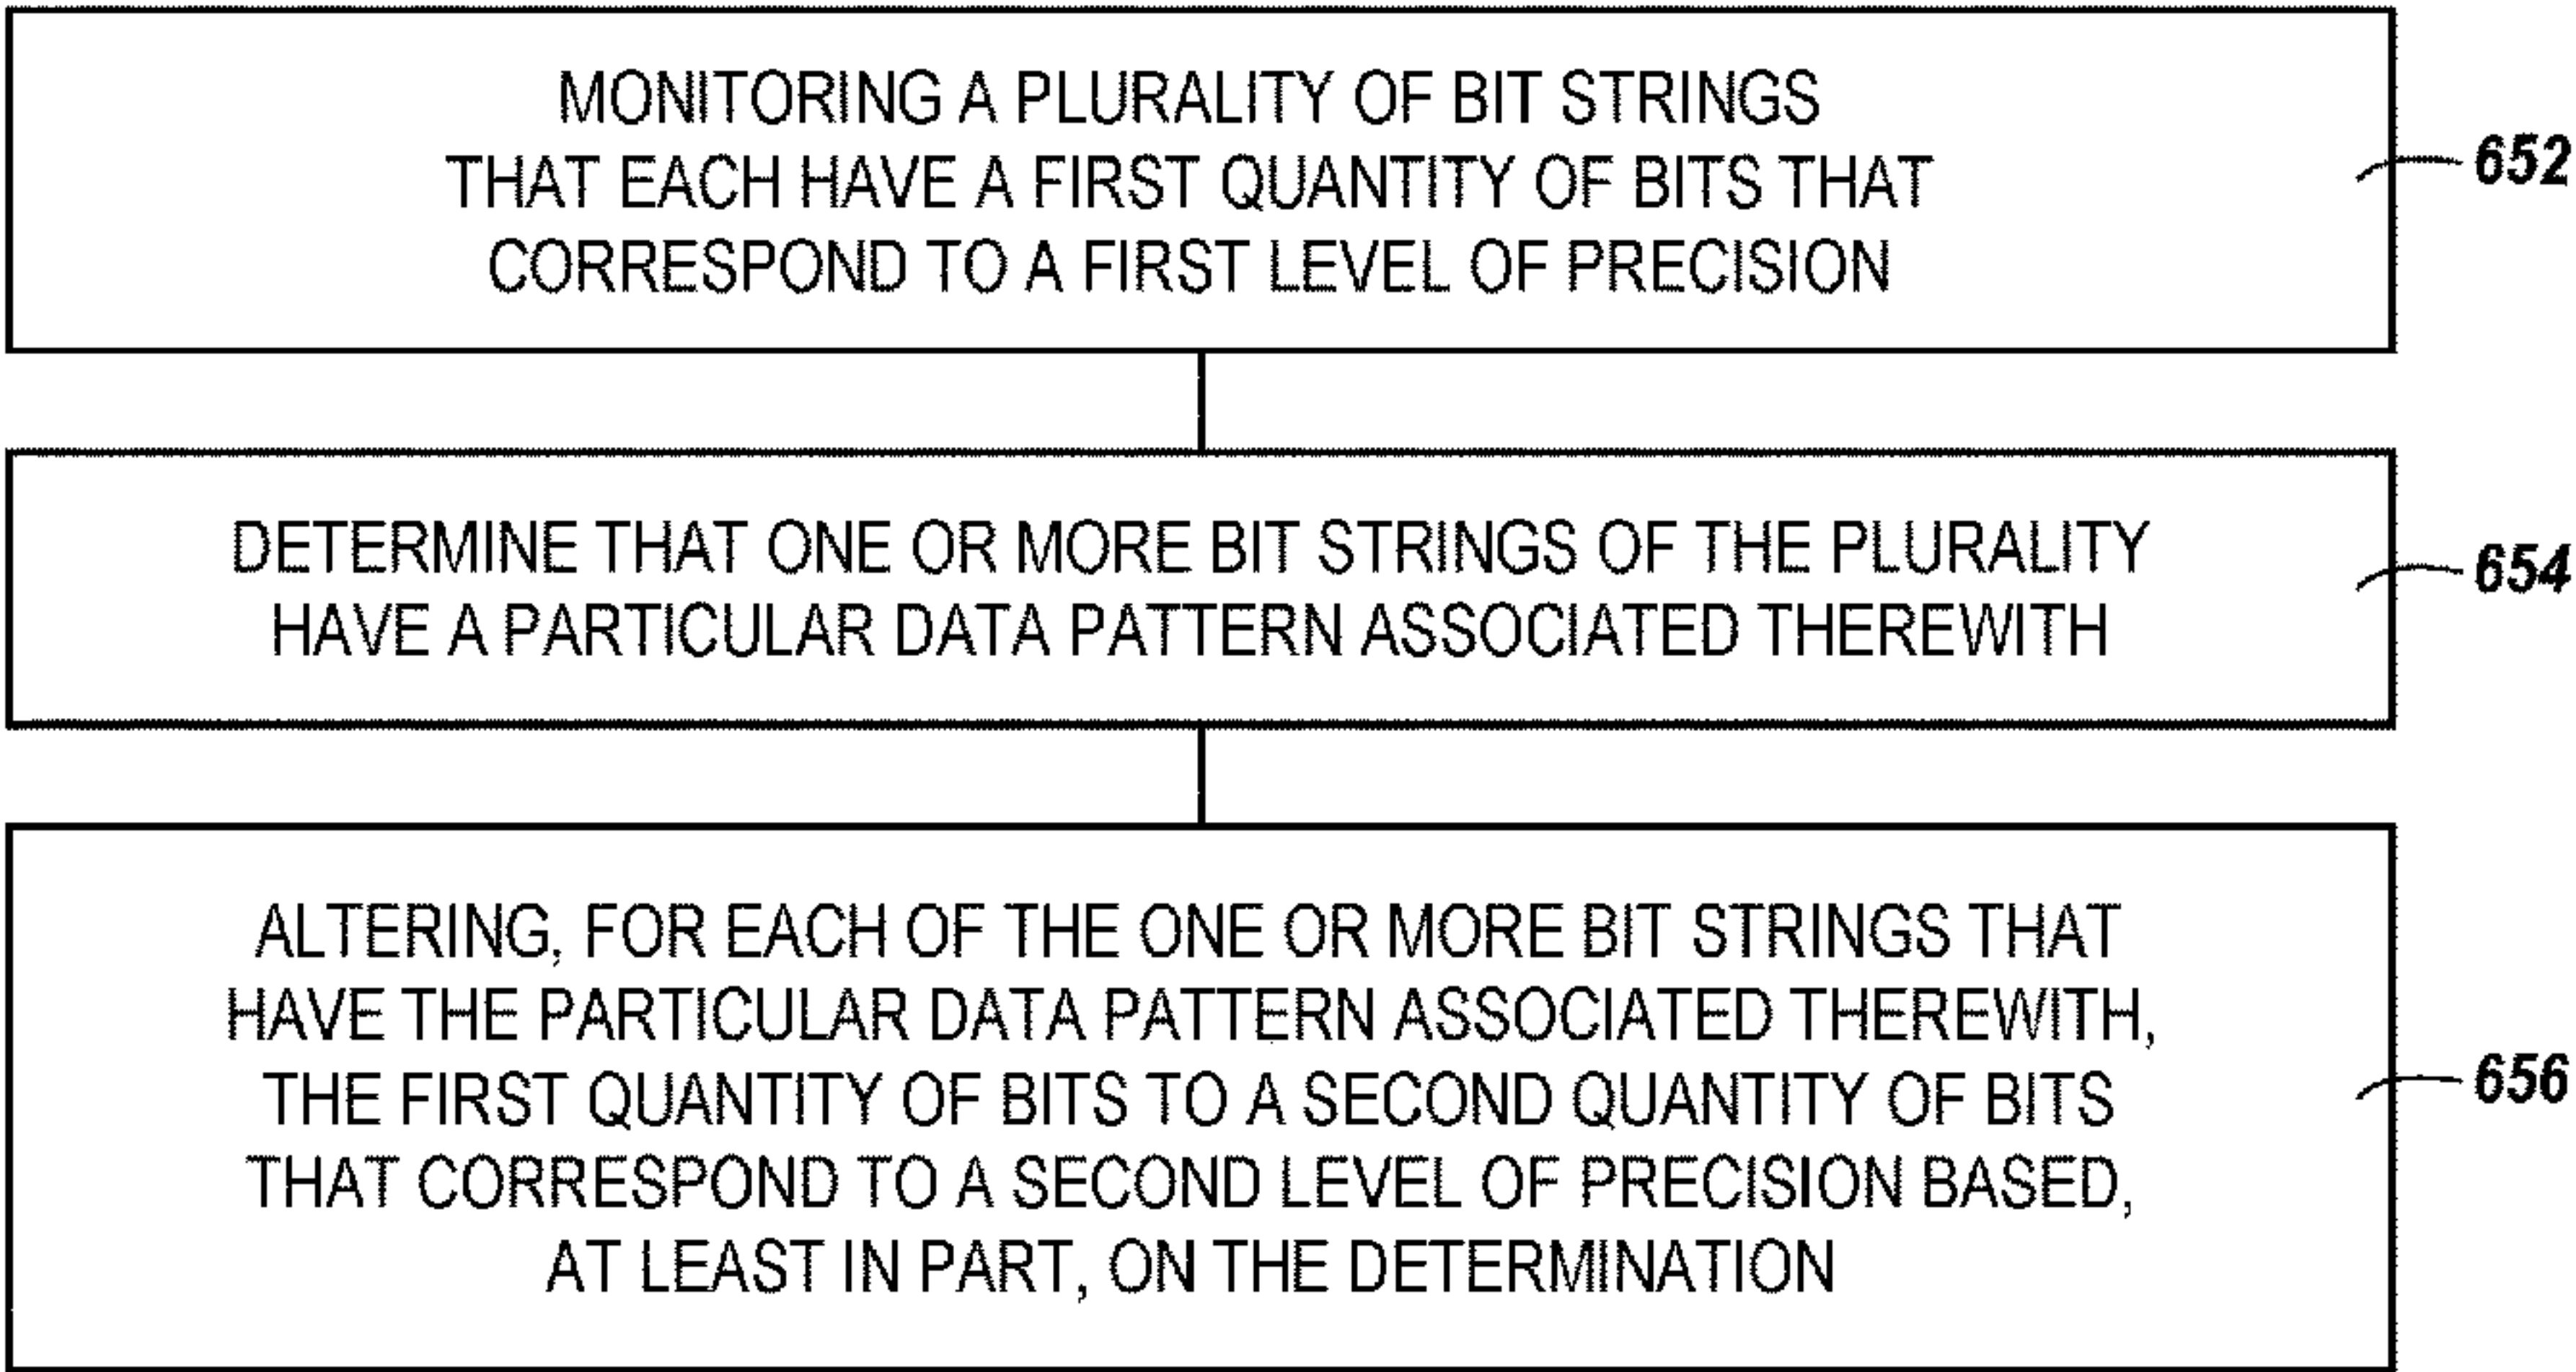 MONITORING A PLURALITY OF BIT STRINGS
THAT EACH HAVE A FIRST QUANTITY OF BITS THAT
CORRESPOND TO A FIRST LEVEL OF PRECISION
652
DETERMINE THAT ONE OR MORE BIT STRINGS OF THE PLURALITY
HAVE A PARTICULAR DATA PATTERN ASSOCIATED THEREWITH
654
ALTERING, FOR EACH OF THE ONE OR MORE BIT STRINGS THAT
HAVE THE PARTICULAR DATA PATTERN ASSOCIATED THEREWITH,
THE FIRST QUANTITY OF BITS TO A SECOND QUANTITY OF BITS
THAT CORRESPOND TO A SECOND LEVEL OF PRECISION BASED,
AT LEAST IN PART, ON THE DETERMINATION
656